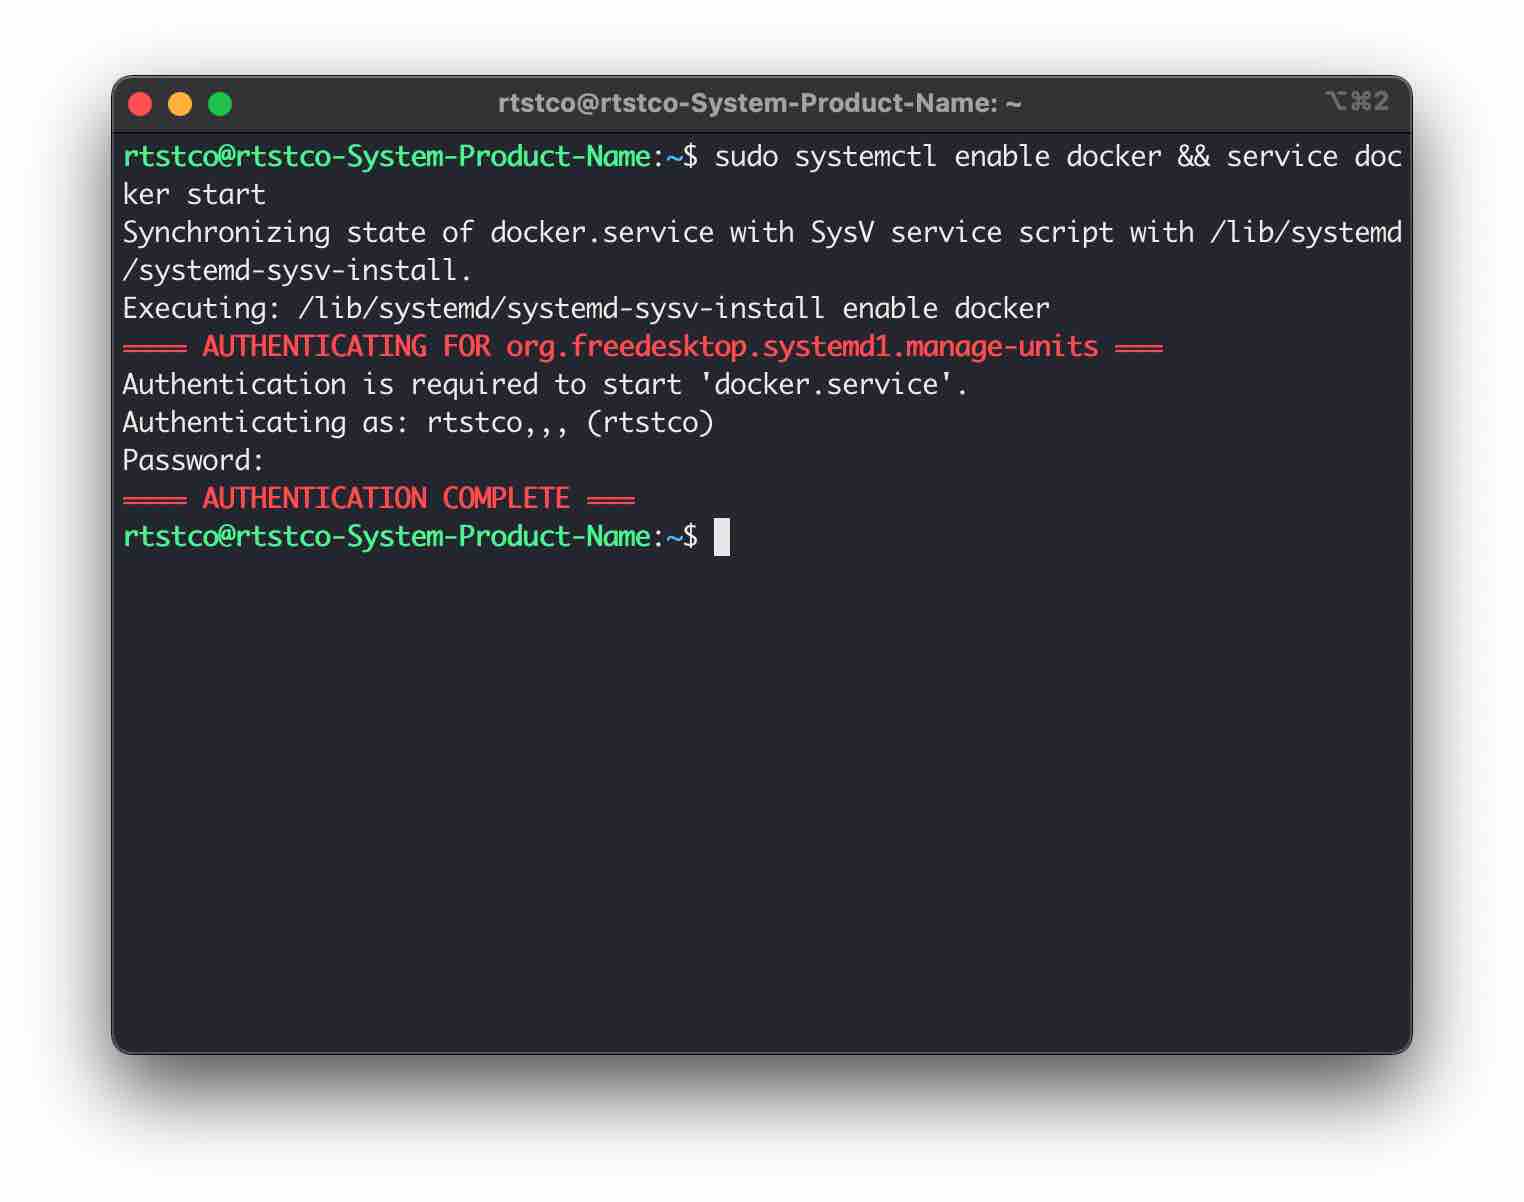 rtstco@rtstco-System-Product-Name: ~
⌥⌘2
rtstco@rtstco-System-Product-Name:~$ sudo systemctl enable docker && service doc
ker start
Synchronizing state of docker.service with SysV service script with /lib/systemd
/systemd-sysv-install.
Executing: /lib/systemd/systemd-sysv-install enable docker
==== AUTHENTICATING FOR org.freedesktop.systemd1.manage-units ===
Authentication is required to start 'docker.service'.
Authenticating as: rtstco,,, (rtstco)
Password:
==== AUTHENTICATION COMPLETE ===
rtstco@rtstco-System-Product-Name:~$